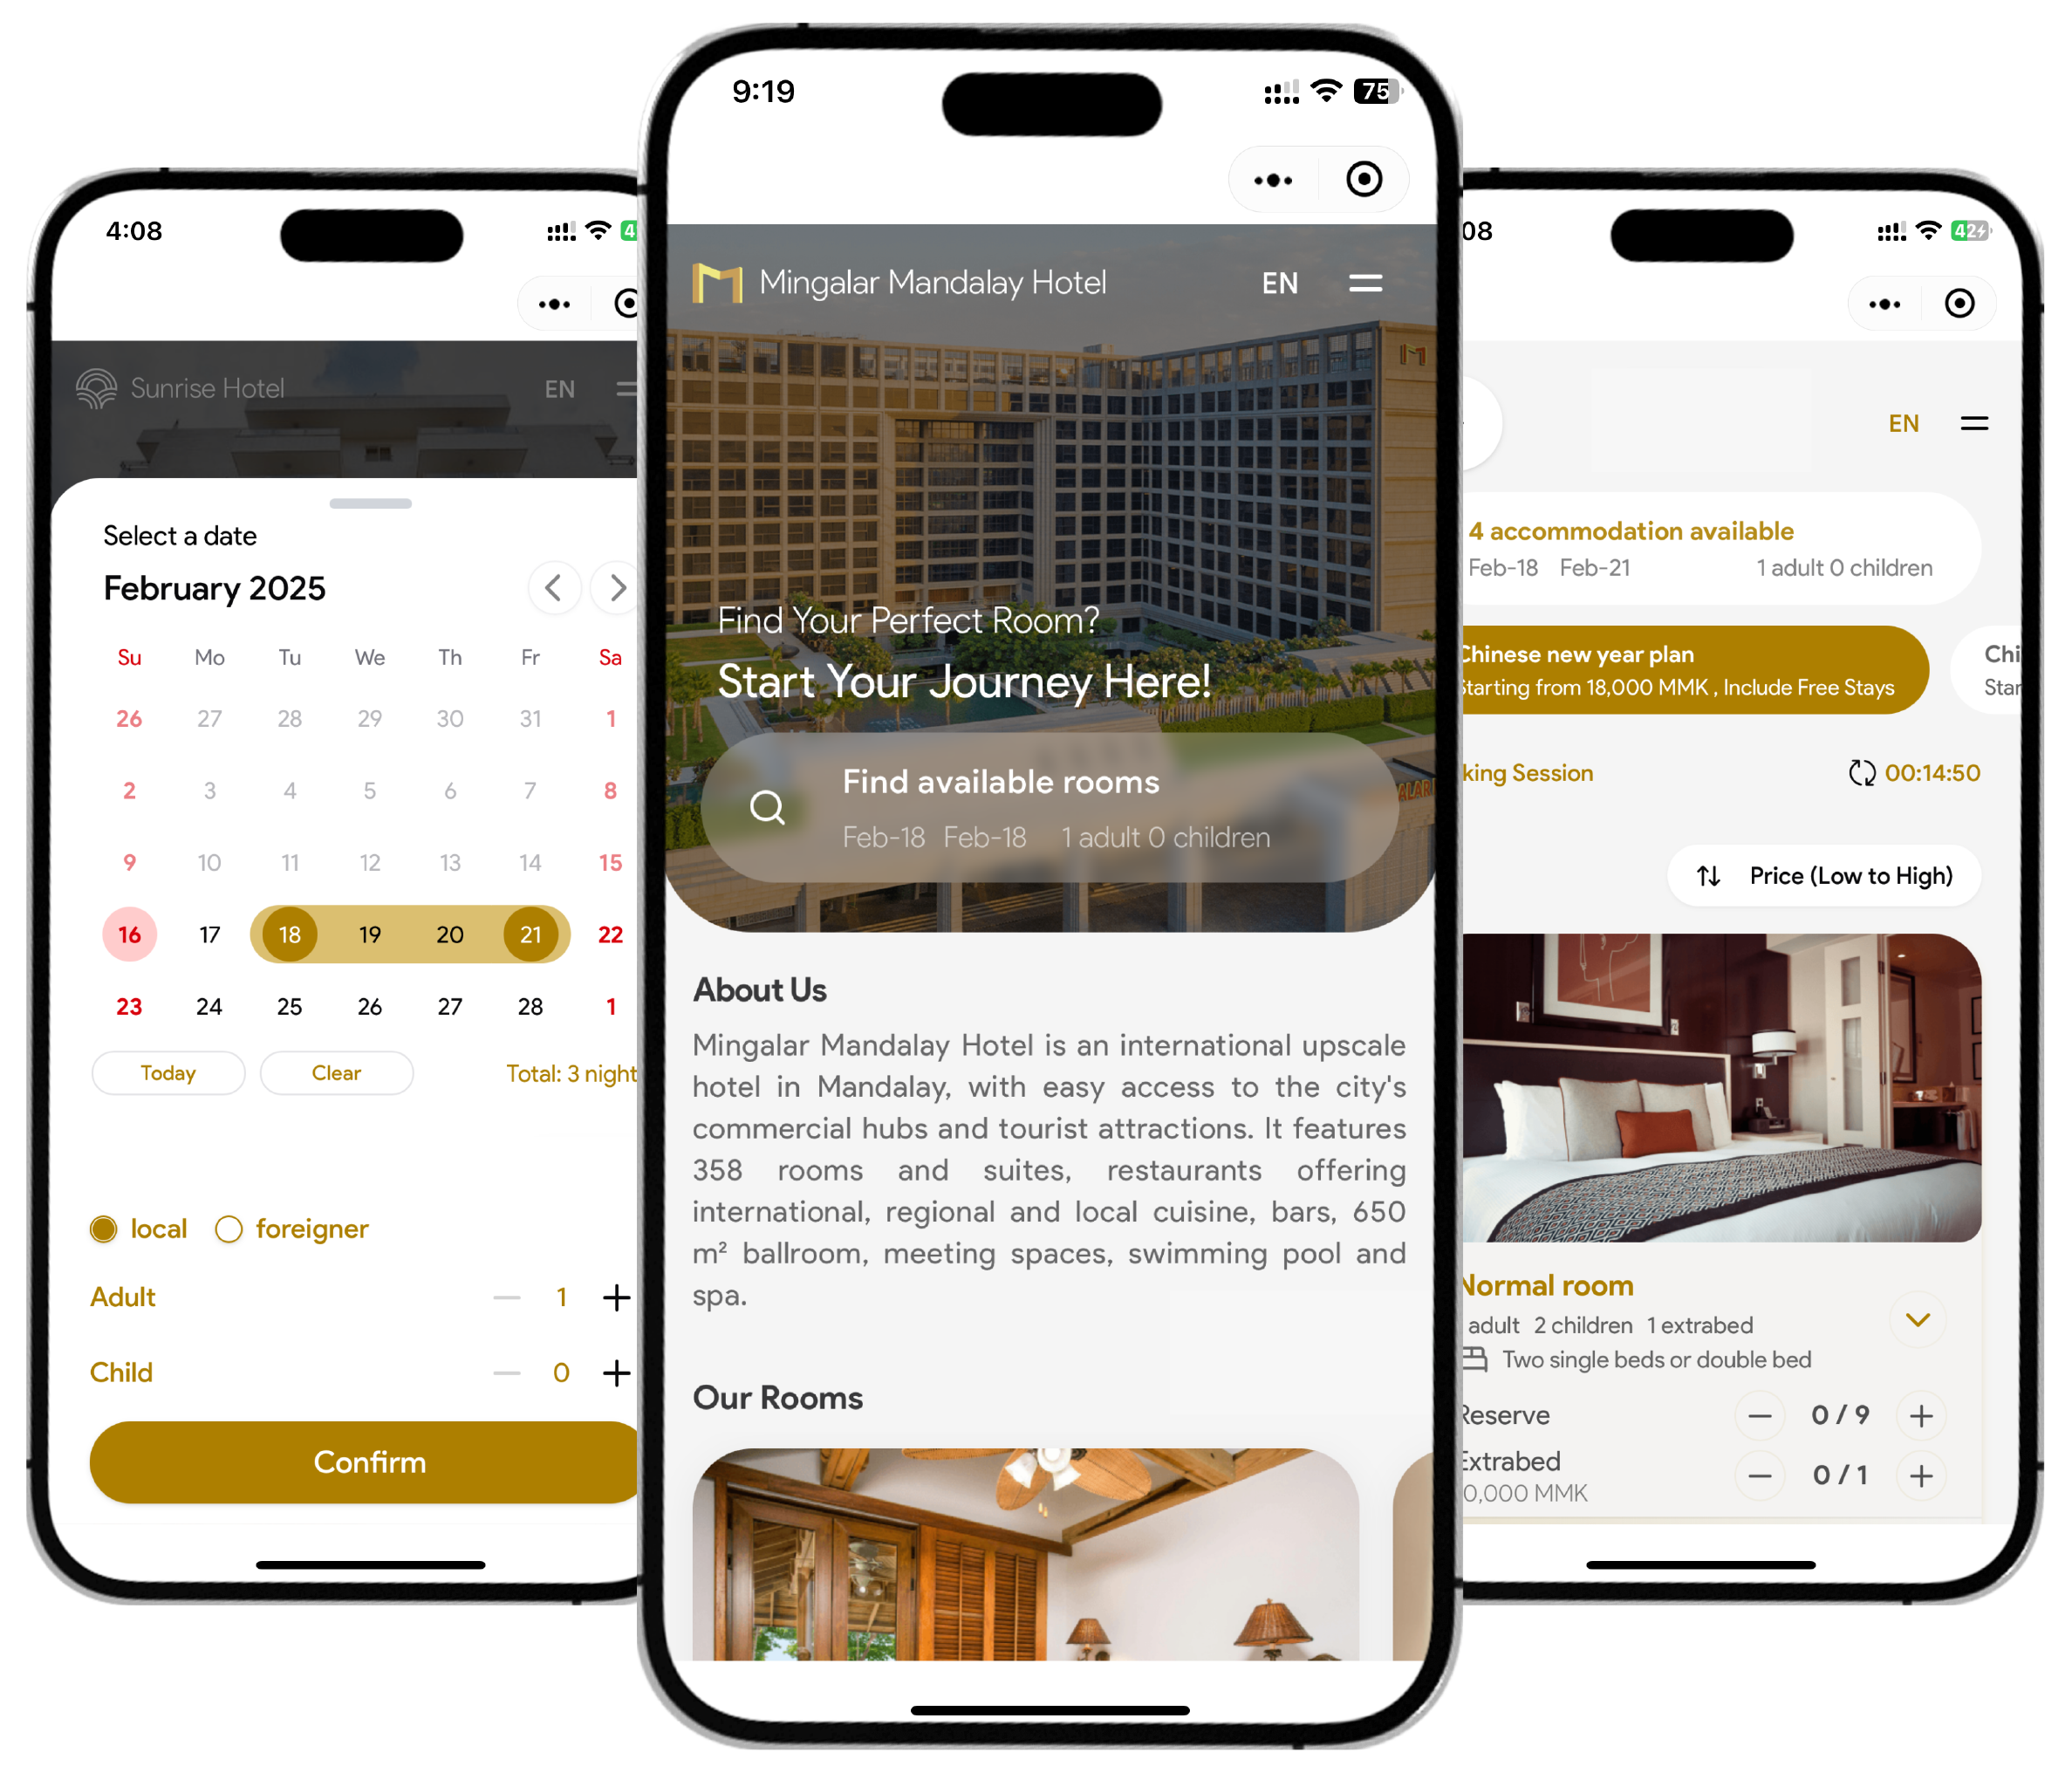 4:08
4
Sunrise Hotel EN
Select a date
February 2025
Su Mo Tu We Th Fr Sa
26 27 28 29 30 31 1
2 3 4 5 6 7 8
9 10 11 12 13 14 15
16 17 18 19 20 21 22
23 24 25 26 27 28 1
Today Clear Total: 3 night
local foreigner
Adult 1
Child 0
Confirm
9:19 75
Mingalar Mandalay Hotel EN
Find Your Perfect Room?
Start Your Journey Here!
Find available rooms
Feb-18 Feb-18 1 adult 0 children
About Us
Mingalar Mandalay Hotel is an international upscale
hotel in Mandalay, with easy access to the city's
commercial hubs and tourist attractions. It features
358 rooms and suites, restaurants offering
international, regional and local cuisine, bars, 650
m² ballroom, meeting spaces, swimming pool and
spa.
Our Rooms
08 42
EN
4 accommodation available
Feb-18 Feb-21 1 adult 0 children
Chinese new year plan
Starting from 18,000 MMK , Include Free Stays
Chi
Star
king Session 00:14:50
Price (Low to High)
Normal room
adult 2 children 1 extrabed
Two single beds or double bed
Reserve 0 / 9
Extrabed 0 / 1
0,000 MMK